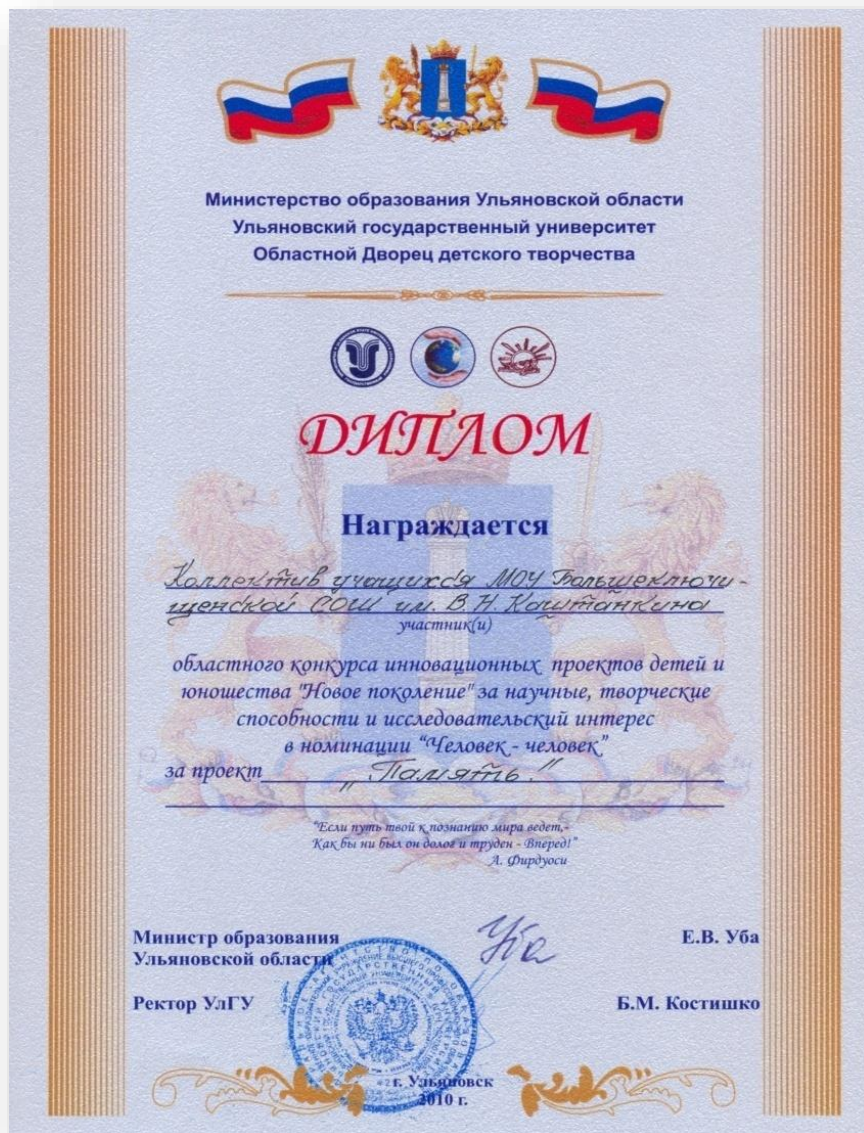 Министерство образования Ульяновской области
Ульяновский государственный университет
Областной Дворец детского творчества
ДИПЛОМ
Награждается
Коллектив учащихся МОУ Большеключи-
щенской СОШ им. В.Н. Каштанкина
участник(и)
областного конкурса инновационных проектов детей и
юношества "Новое поколение" за научные, творческие
способности и исследовательский интерес
в номинации “Человек - человек”
за проект „Память.“
"Если путь твой к познанию мира ведет,-
Как бы ни был он долог и труден - Вперед!"
А. Фирдуоси
Министр образования
Ульяновской области
Е.В. Уба
Уба
Ректор УлГУ
Б.М. Костишко
г. Ульяновск
2010 г.